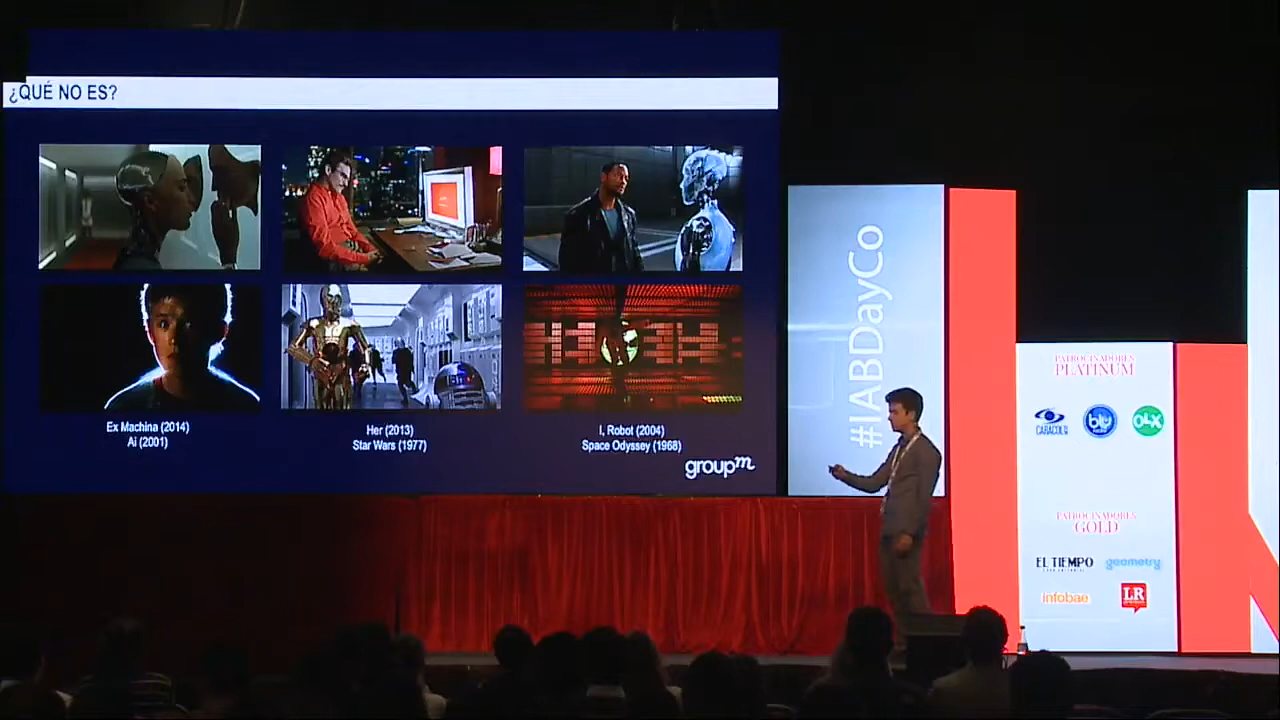 ¿QUÉ NO ES?
Ex Machina (2014)
Ai (2001)
Her (2013)
Star Wars (1977)
I, Robot (2004)
Space Odyssey (1968)
groupm
#IABDayCo
PATROCINADORES
PLATINUM
CARACOL
blu
OLX
PATROCINADORES
GOLD
EL TIEMPO
geometry
infobae
LR